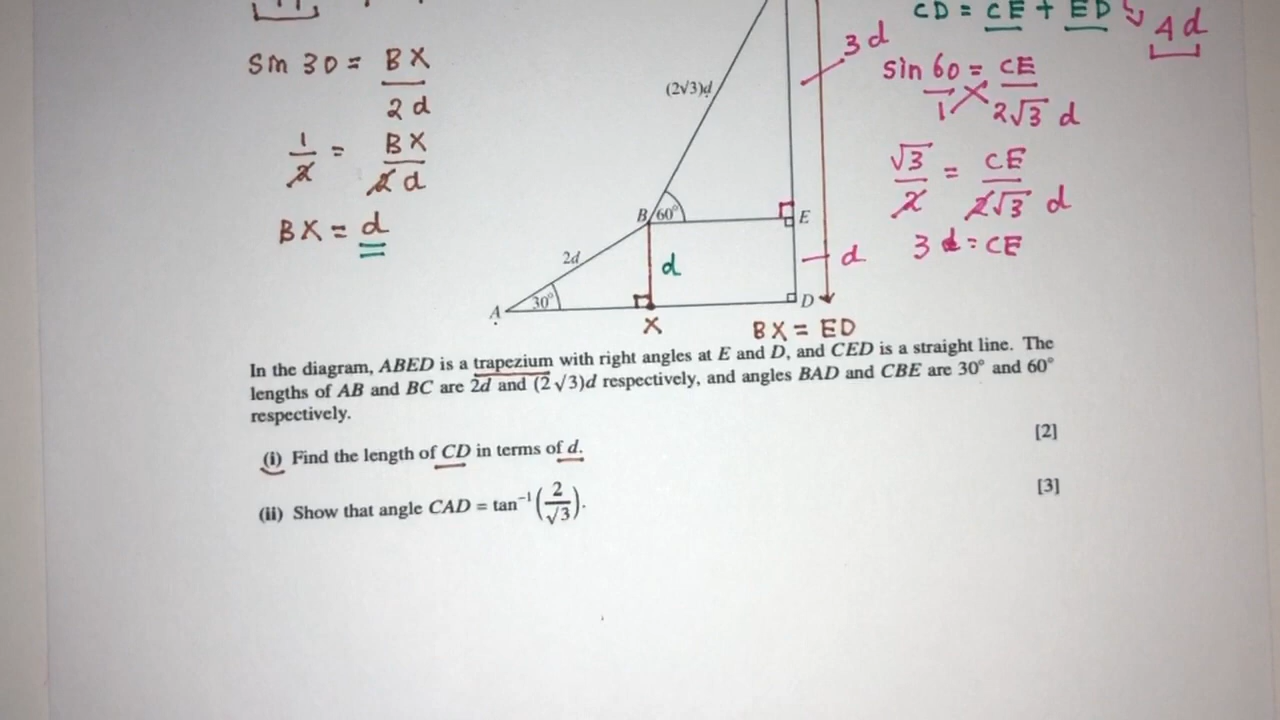 CD = CE + ED
4d
sin 30 = BX
2d
1/2 = BX/2d
BX = d
(2√3)d
3d
sin 60 = CE
1
2√3 d
√3/2 = CE/2√3 d
3d = CE
B 60°
E
2d
d
d
A 30°
D
X
BX = ED
In the diagram, ABED is a trapezium with right angles at E and D, and CED is a straight line. The
lengths of AB and BC are 2d and (2√3)d respectively, and angles BAD and CBE are 30° and 60°
respectively.
(i) Find the length of CD in terms of d. [2]
(ii) Show that angle CAD = tan⁻¹(2/√3). [3]